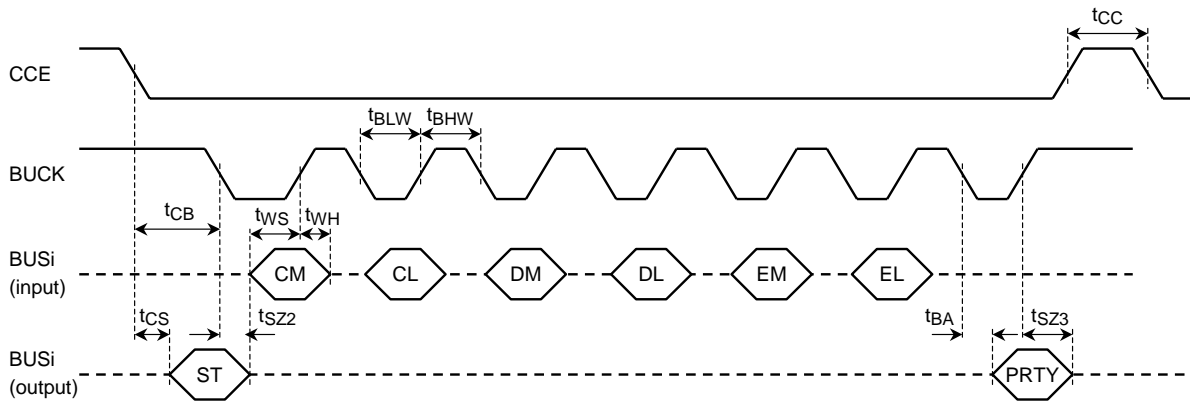 tCC
CCE
tBLW
tBHW
BUCK
tCB
tWS
tWH
BUSi
(input)
CM
CL
DM
DL
EM
EL
tCS
tSZ2
tBA
tSZ3
BUSi
(output)
ST
PRTY